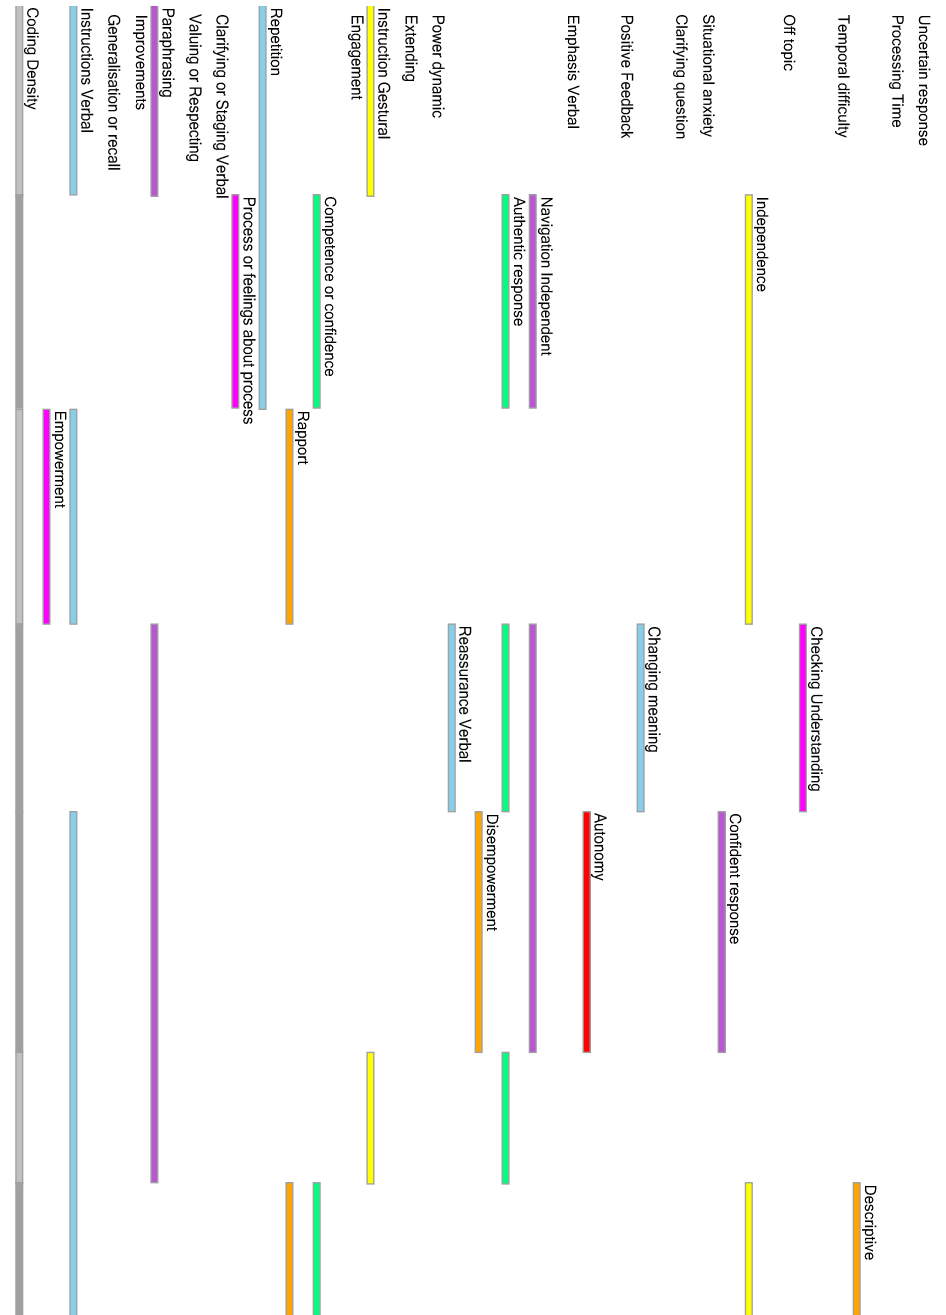 Coding Density
Empowerment
Instructions Verbal
Generalisation or recall
Improvements
Paraphrasing
Valuing or Respecting
Clarifying or Staging Verbal
Process or feelings about process
Repetition
Rapport
Competence or confidence
Engagement
Instruction Gestural
Extending
Power dynamic
Reassurance Verbal
Disempowerment
Authentic response
Navigation Independent
Emphasis Verbal
Autonomy
Positive Feedback
Changing meaning
Clarifying question
Situational anxiety
Confident response
Independence
Off topic
Checking Understanding
Temporal difficulty
Descriptive
Processing Time
Uncertain response